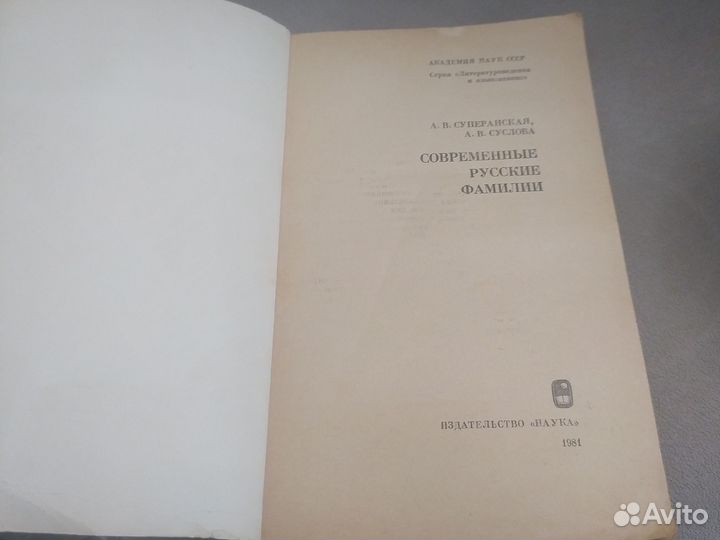 АКАДЕМИЯ НАУК СССР
Серия «Литературоведение
и языкознание»
А. В. СУПЕРАНСКАЯ,
А. В. СУСЛОВА
СОВРЕМЕННЫЕ
РУССКИЕ
ФАМИЛИИ
ИЗДАТЕЛЬСТВО «НАУКА»
1981
Avito